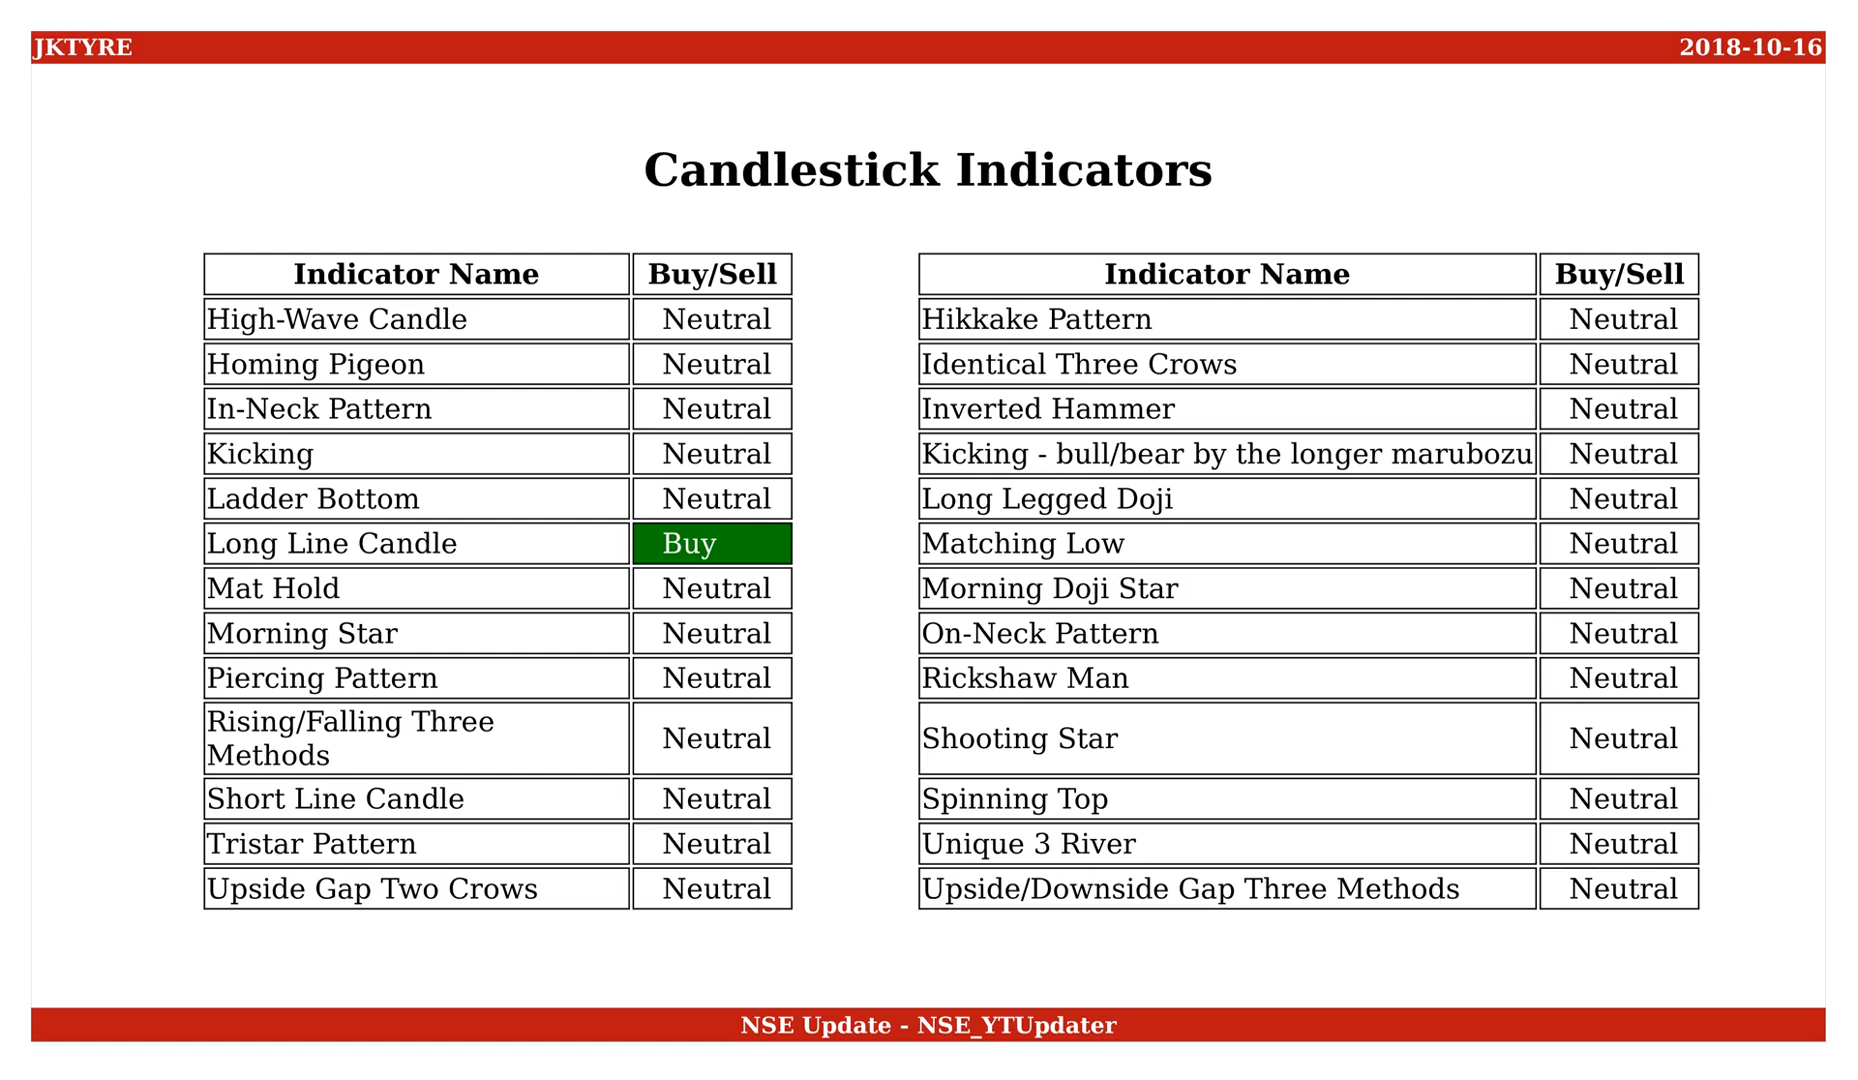 JKTYRE 2018-10-16
Candlestick Indicators
Indicator Name Buy/Sell
High-Wave Candle Neutral
Homing Pigeon Neutral
In-Neck Pattern Neutral
Kicking Neutral
Ladder Bottom Neutral
Long Line Candle Buy
Mat Hold Neutral
Morning Star Neutral
Piercing Pattern Neutral
Rising/Falling Three
Methods Neutral
Short Line Candle Neutral
Tristar Pattern Neutral
Upside Gap Two Crows Neutral
Indicator Name Buy/Sell
Hikkake Pattern Neutral
Identical Three Crows Neutral
Inverted Hammer Neutral
Kicking - bull/bear by the longer marubozu Neutral
Long Legged Doji Neutral
Matching Low Neutral
Morning Doji Star Neutral
On-Neck Pattern Neutral
Rickshaw Man Neutral
Shooting Star Neutral
Spinning Top Neutral
Unique 3 River Neutral
Upside/Downside Gap Three Methods Neutral
NSE Update - NSE_YTUpdater